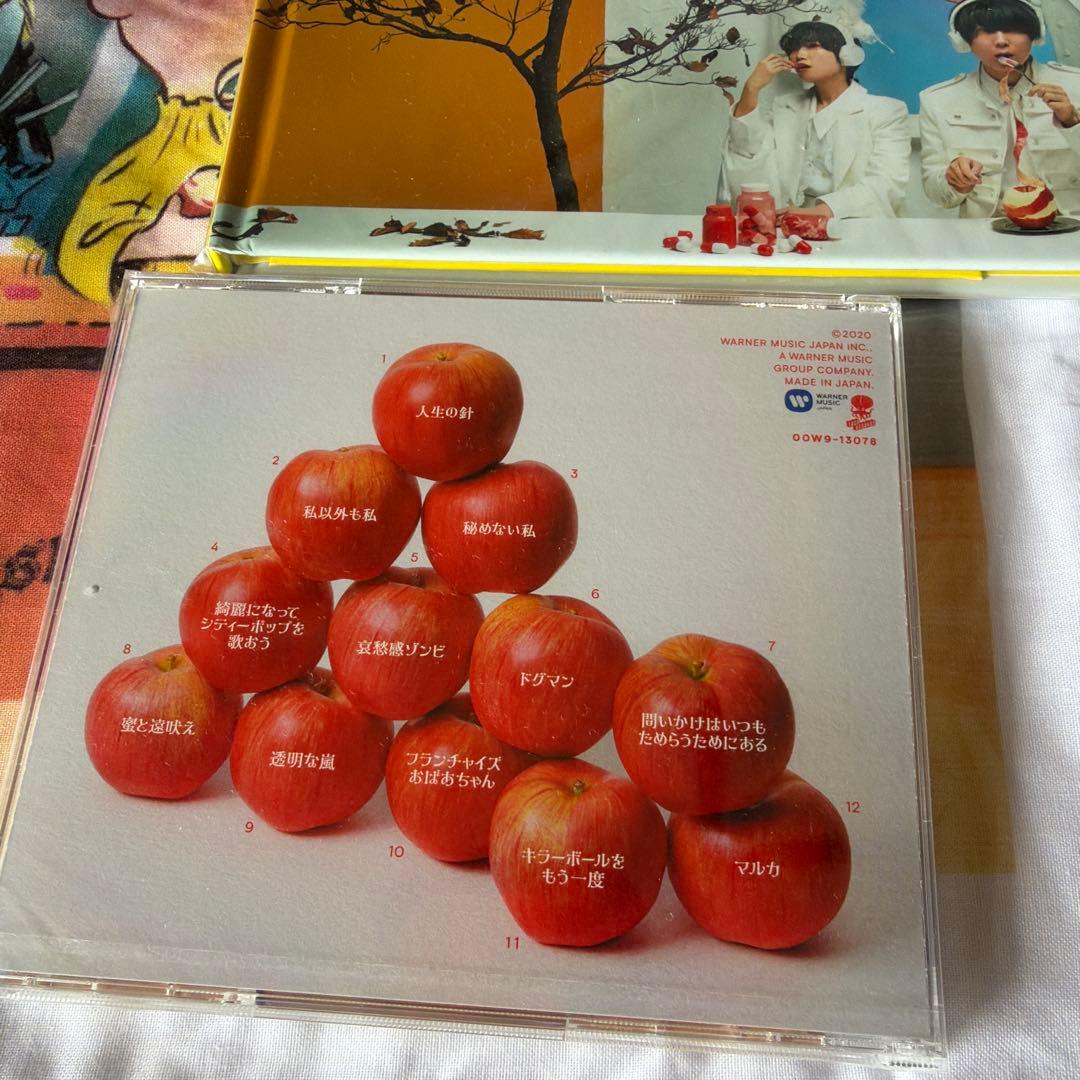 ©2020
WARNER MUSIC JAPAN INC.,
A WARNER MUSIC
GROUP COMPANY.
MADE IN JAPAN.
WARNER
MUSIC
JAPAN
00W9-13078
1
人生の針
2
私以外も私
3
秘めない私
4
綺麗になって
シティーポップを
歌おう
5
哀愁感ゾンビ
6
ドグマン
7
問いかけはいつも
ためらうためにある
8
蜜と遠吠え
9
透明な嵐
10
フランチャイズ
おばあちゃん
11
キラーボールを
もう一度
12
マルカ